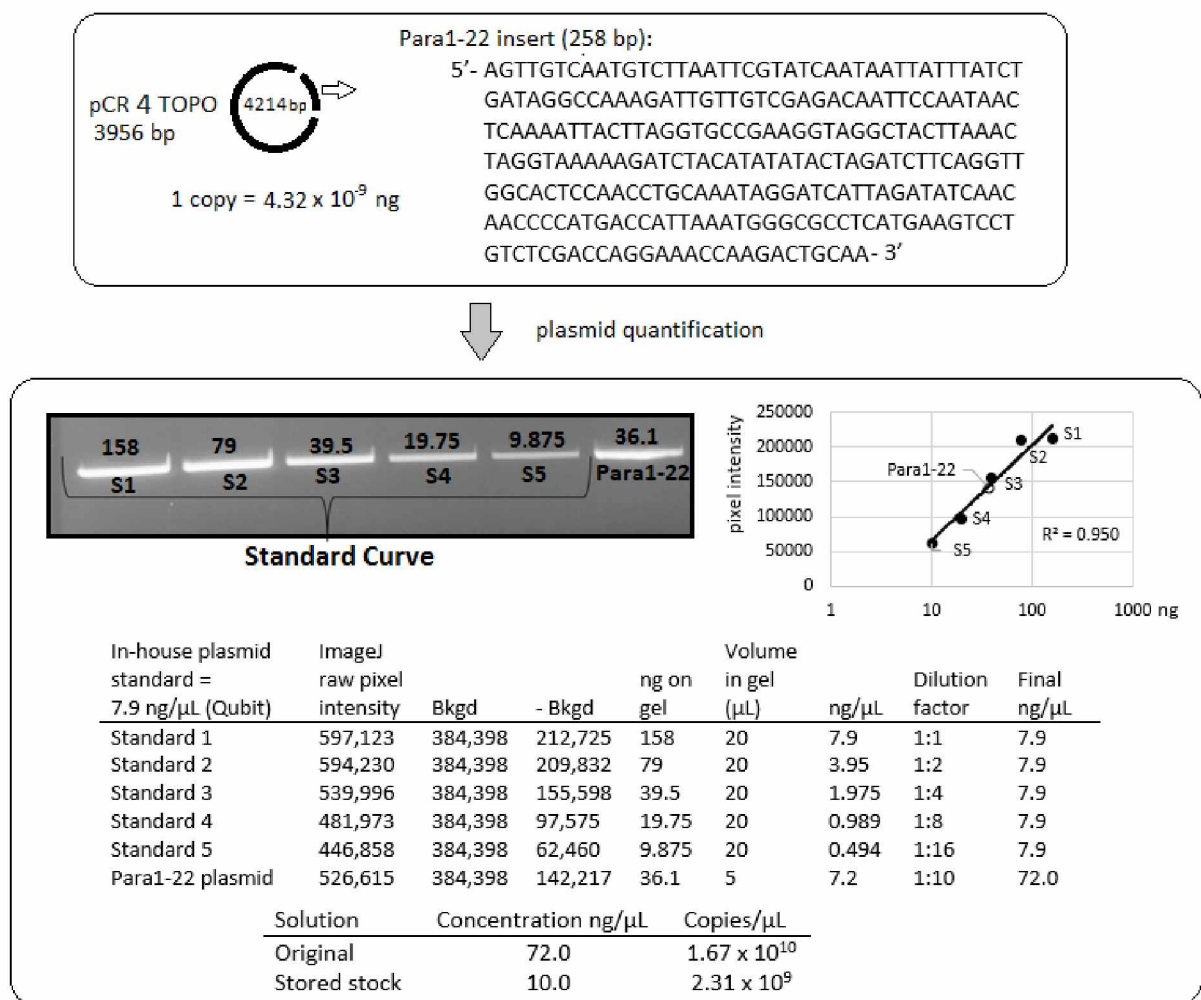 Para1-22 insert (258 bp):
5'- AGTTGTCAATGTCTTAATTCGTATCAATAATTATTTATCT
GATAGGCCAAAGATTGTTGTCGAGACAATTCCAATAAC
TCAAAATTACTTAGGTGCCGAAGGTAGGCTACTTAAAC
TAGGTAAAAAGATCTACATATATACTAGATCTTCAGGTT
GGCACTCCAACCTGCAAATAGGATCATTAGATATCAAC
AACCCCATGACCATTAAATGGGCGCCTCATGAAGTCCT
GTCTCGACCAGGAAACCAAGACTGCAA- 3'
pCR 4 TOPO
3956 bp
4214 bp
1 copy = 4.32 x 10⁻⁹ ng
plasmid quantification
158 79 39.5 19.75 9.875 36.1
S1 S2 S3 S4 S5 Para1-22
Standard Curve
pixel intensity
250000
200000
150000
100000
50000
0
1 10 100 1000 ng
S1
S2
Para1-22
S3
S4
S5
R² = 0.950
In-house plasmid ImageJ Volume
standard = raw pixel ng on in gel Dilution Final
7.9 ng/µL (Qubit) intensity Bkgd - Bkgd gel (µL) ng/µL factor ng/µL
Standard 1 597,123 384,398 212,725 158 20 7.9 1:1 7.9
Standard 2 594,230 384,398 209,832 79 20 3.95 1:2 7.9
Standard 3 539,996 384,398 155,598 39.5 20 1.975 1:4 7.9
Standard 4 481,973 384,398 97,575 19.75 20 0.989 1:8 7.9
Standard 5 446,858 384,398 62,460 9.875 20 0.494 1:16 7.9
Para1-22 plasmid 526,615 384,398 142,217 36.1 5 7.2 1:10 72.0
Solution Concentration ng/µL Copies/µL
Original 72.0 1.67 x 10¹⁰
Stored stock 10.0 2.31 x 10⁹